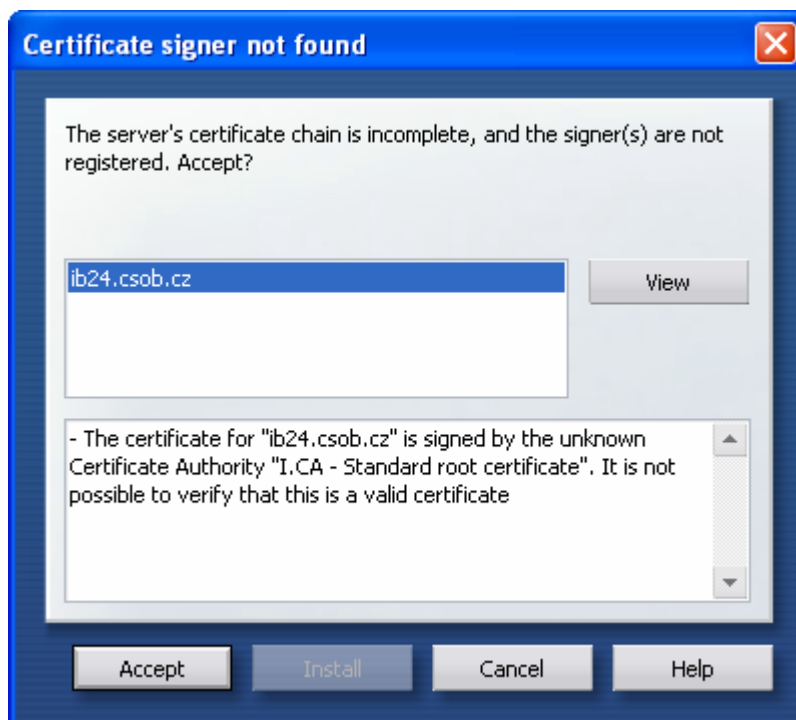 Certificate signer not found
The server's certificate chain is incomplete, and the signer(s) are not
registered. Accept?
ib24.csob.cz
View
- The certificate for "ib24.csob.cz" is signed by the unknown
Certificate Authority "I.CA - Standard root certificate". It is not
possible to verify that this is a valid certificate
Accept
Install
Cancel
Help